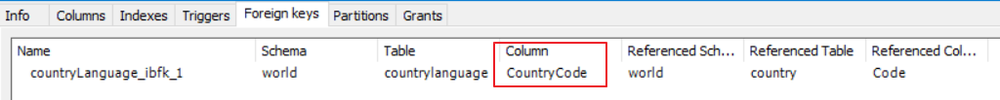 Info Columns Indexes Triggers Foreign keys Partitions Grants
Name Schema Table Column Referenced Sch... Referenced Table Referenced Col...
countryLanguage_ibfk_1 world countrylanguage CountryCode world country Code